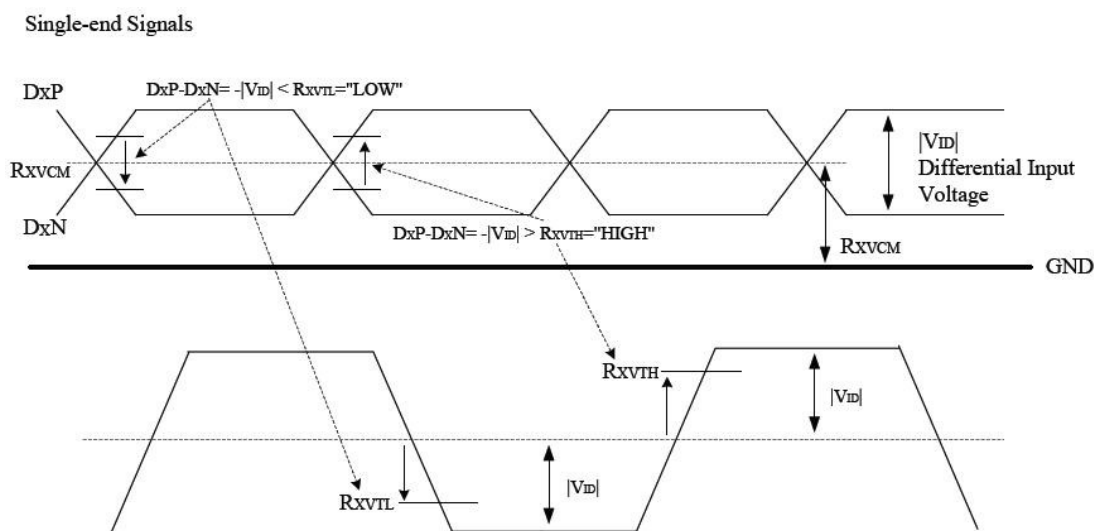 Single-end Signals
DxP
DxP-DxN= -|VID| < RXVTL="LOW"
RXVCM
|VID|
Differential Input
Voltage
DxN
DxP-DxN= -|VID| > RXVTH="HIGH"
RXVCM
GND
RXVTH
|VID|
|VID|
RXVTL